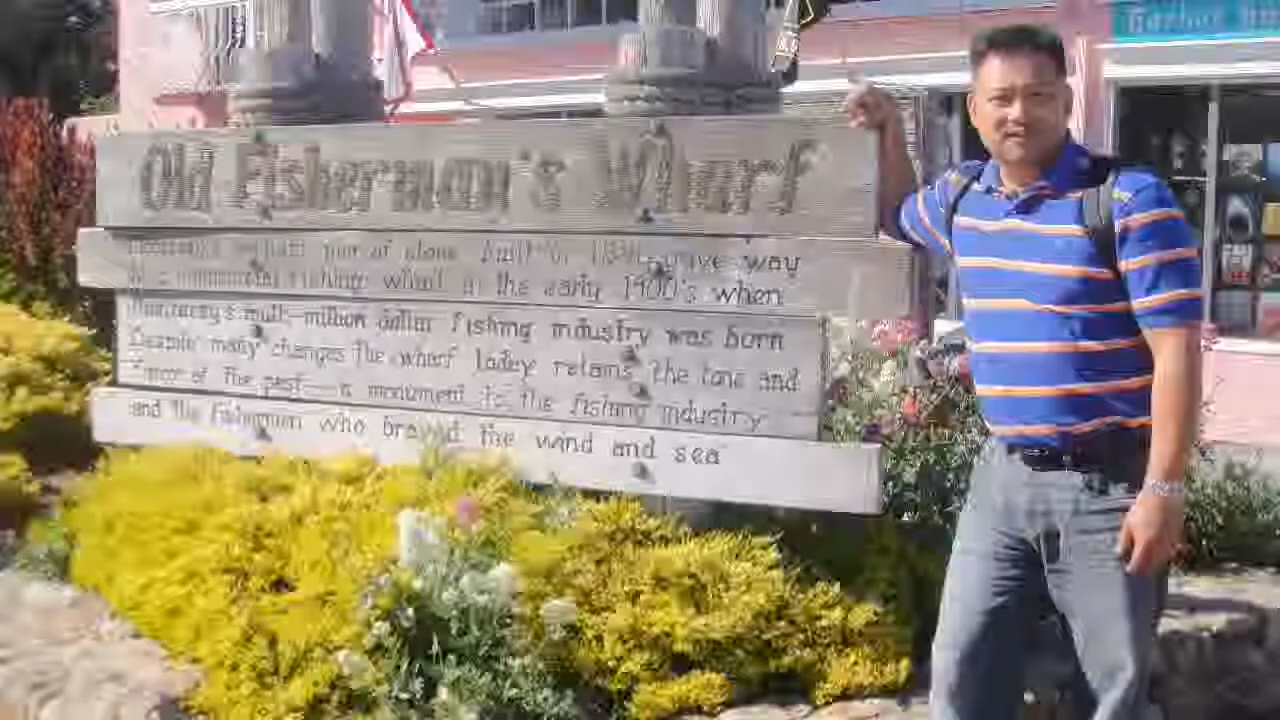 Old Fisherman's Wharf
pier of stone built in gave way
commercial fishing wharf in the early 1900's when
Monterey's multi-million dollar fishing industry was born
Despite many changes the wharf today retains the tone and
of the past—a monument to the fishing industry
and the fishermen who braved the wind and sea